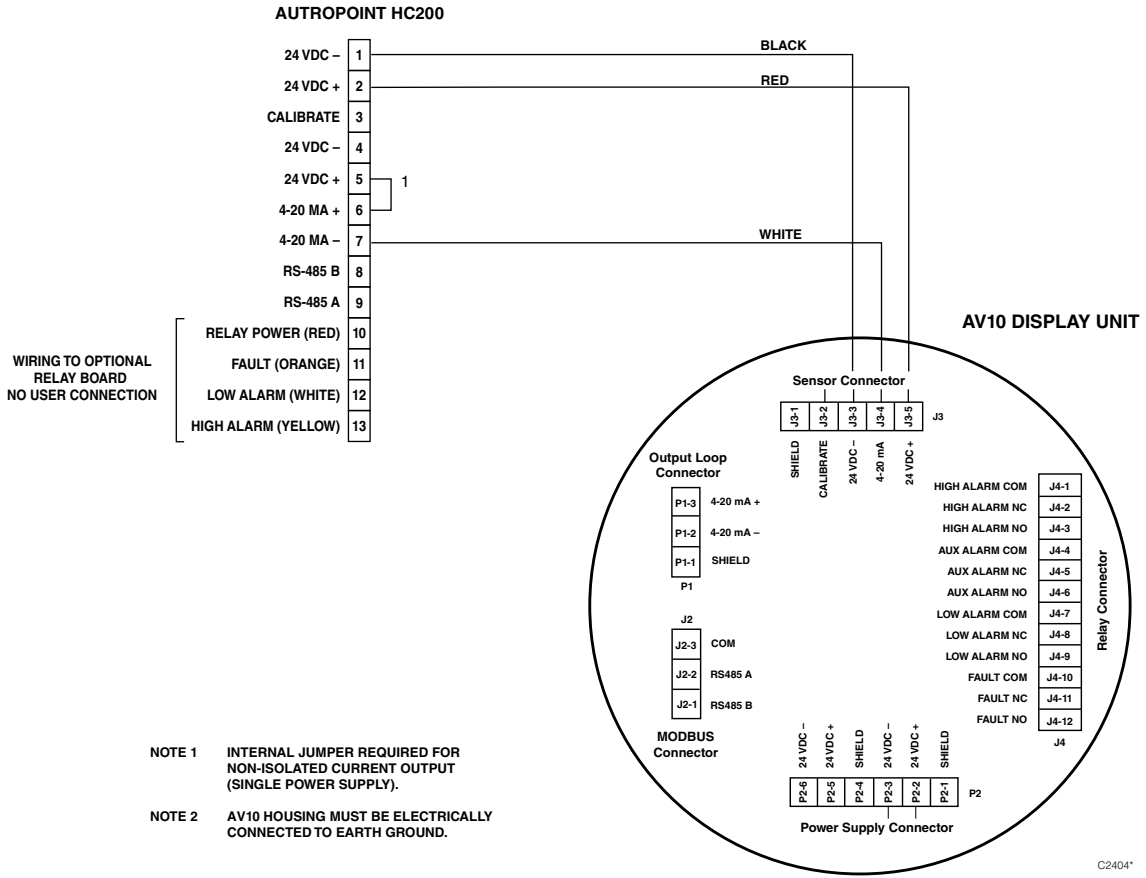 AUTROPOINT HC200
24 VDC – 1
24 VDC + 2
CALIBRATE 3
24 VDC – 4
24 VDC + 5
4-20 MA + 6
4-20 MA – 7
RS-485 B 8
RS-485 A 9
RELAY POWER (RED) 10
FAULT (ORANGE) 11
LOW ALARM (WHITE) 12
HIGH ALARM (YELLOW) 13
1
BLACK
RED
WHITE
WIRING TO OPTIONAL
RELAY BOARD
NO USER CONNECTION
AV10 DISPLAY UNIT
Sensor Connector
J3-1 J3-2 J3-3 J3-4 J3-5 J3
SHIELD
CALIBRATE
24 VDC –
4-20 mA
24 VDC +
Output Loop
Connector
P1-3 4-20 mA +
P1-2 4-20 mA –
P1-1 SHIELD
P1
J2
J2-3 COM
J2-2 RS485 A
J2-1 RS485 B
MODBUS
Connector
HIGH ALARM COM J4-1
HIGH ALARM NC J4-2
HIGH ALARM NO J4-3
AUX ALARM COM J4-4
AUX ALARM NC J4-5
AUX ALARM NO J4-6
LOW ALARM COM J4-7
LOW ALARM NC J4-8
LOW ALARM NO J4-9
FAULT COM J4-10
FAULT NC J4-11
FAULT NO J4-12
J4
Relay Connector
24 VDC –
24 VDC +
SHIELD
24 VDC –
24 VDC +
SHIELD
P2-6 P2-5 P2-4 P2-3 P2-2 P2-1 P2
Power Supply Connector
NOTE 1 INTERNAL JUMPER REQUIRED FOR
NON-ISOLATED CURRENT OUTPUT
(SINGLE POWER SUPPLY).
NOTE 2 AV10 HOUSING MUST BE ELECTRICALLY
CONNECTED TO EARTH GROUND.
C2404*